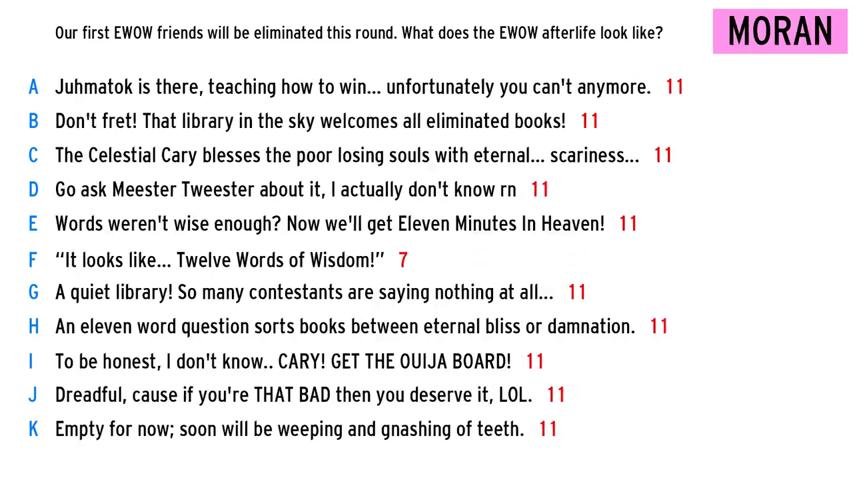 Our first EWOW friends will be eliminated this round. What does the EWOW afterlife look like?
MORAN
A Juhmatok is there, teaching how to win... unfortunately you can't anymore. 11
B Don't fret! That library in the sky welcomes all eliminated books! 11
C The Celestial Cary blesses the poor losing souls with eternal... scariness... 11
D Go ask Meester Tweester about it, I actually don't know rn 11
E Words weren't wise enough? Now we'll get Eleven Minutes In Heaven! 11
F “It looks like... Twelve Words of Wisdom!” 7
G A quiet library! So many contestants are saying nothing at all... 11
H An eleven word question sorts books between eternal bliss or damnation. 11
I To be honest, I don't know.. CARY! GET THE OUIJA BOARD! 11
J Dreadful, cause if you're THAT BAD then you deserve it, LOL. 11
K Empty for now; soon will be weeping and gnashing of teeth. 11